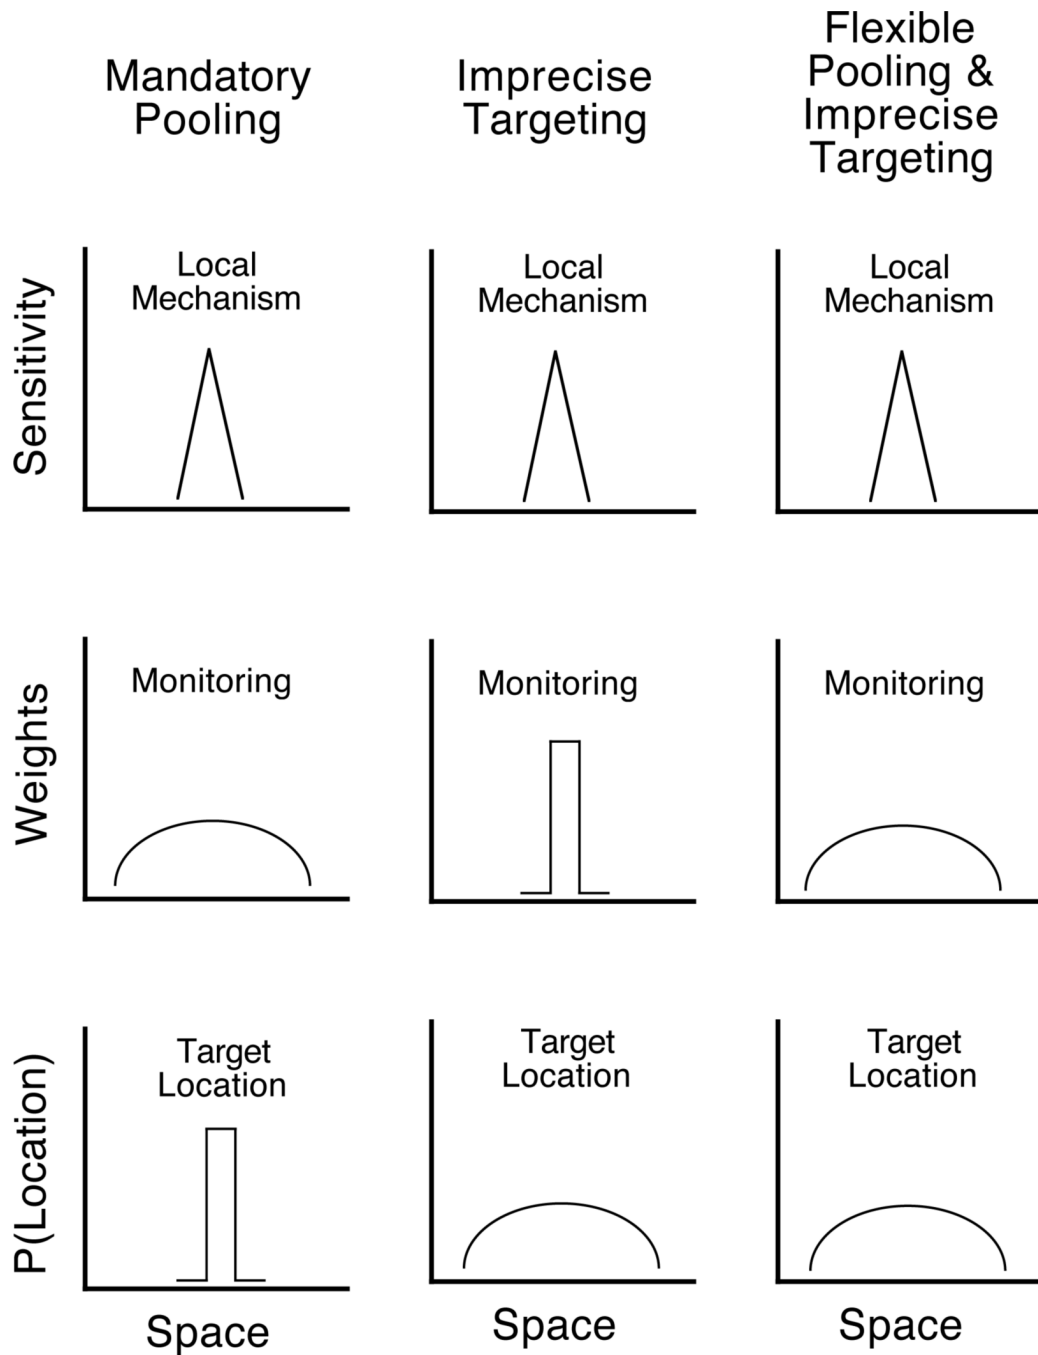 Mandatory
Pooling
Imprecise
Targeting
Flexible
Pooling &
Imprecise
Targeting
Sensitivity
Local
Mechanism
Local
Mechanism
Local
Mechanism
Weights
Monitoring
Monitoring
Monitoring
P(Location)
Target
Location
Target
Location
Target
Location
Space
Space
Space